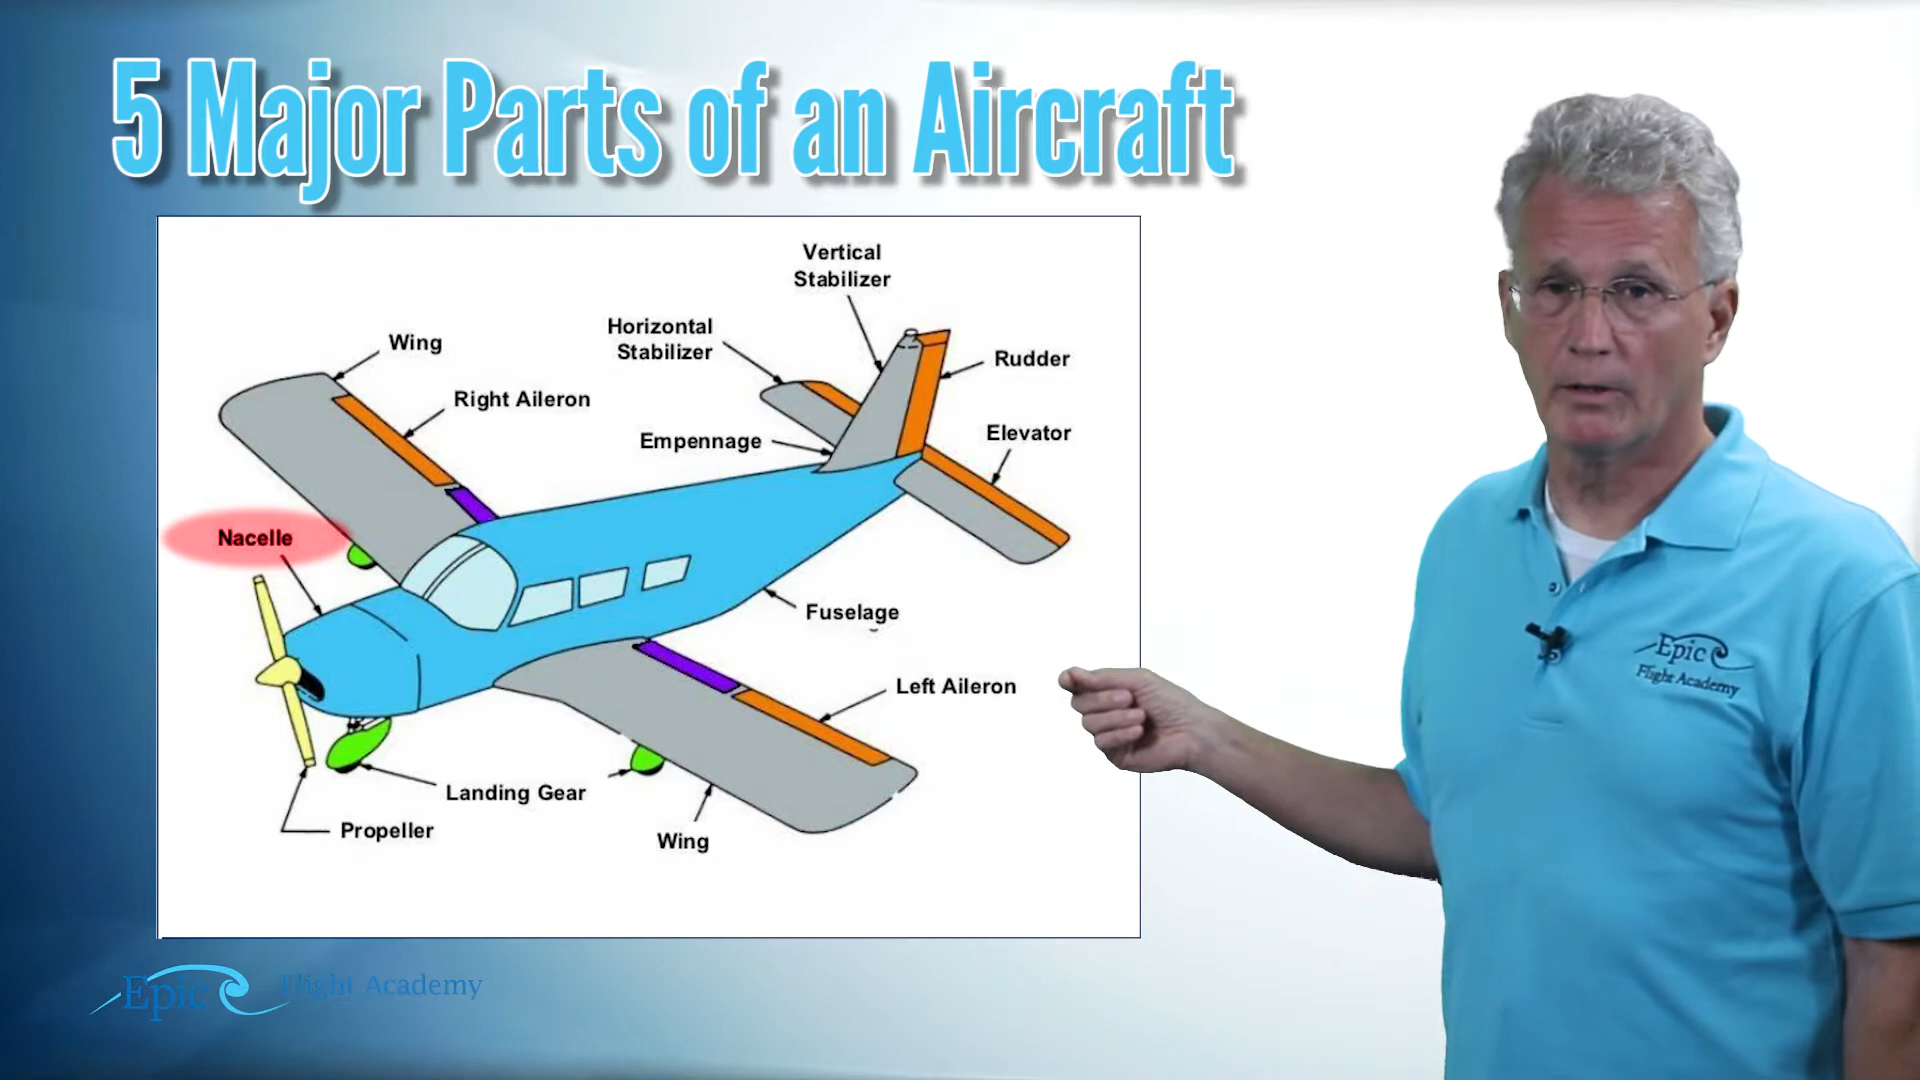 5 Major Parts of an Aircraft
Vertical
Stabilizer
Horizontal
Stabilizer
Wing
Rudder
Right Aileron
Elevator
Empennage
Nacelle
Fuselage
Left Aileron
Landing Gear
Propeller
Wing
Epic
Flight Academy
Epic Flight Academy